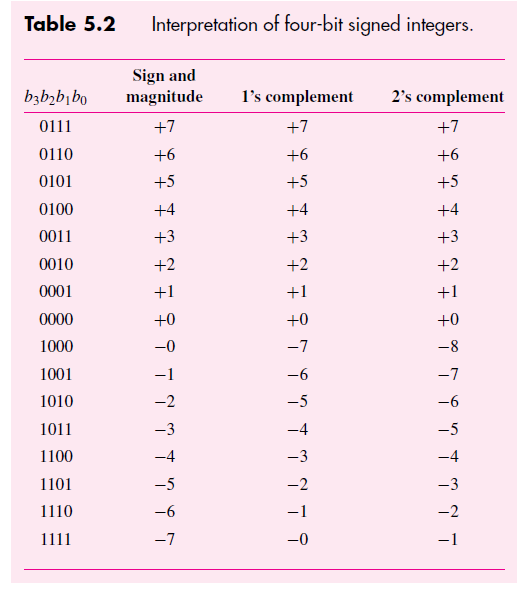 Table 5.2 Interpretation of four-bit signed integers.
Sign and
b₃b₂b₁b₀ magnitude 1's complement 2's complement
0111 +7 +7 +7
0110 +6 +6 +6
0101 +5 +5 +5
0100 +4 +4 +4
0011 +3 +3 +3
0010 +2 +2 +2
0001 +1 +1 +1
0000 +0 +0 +0
1000 −0 −7 −8
1001 −1 −6 −7
1010 −2 −5 −6
1011 −3 −4 −5
1100 −4 −3 −4
1101 −5 −2 −3
1110 −6 −1 −2
1111 −7 −0 −1